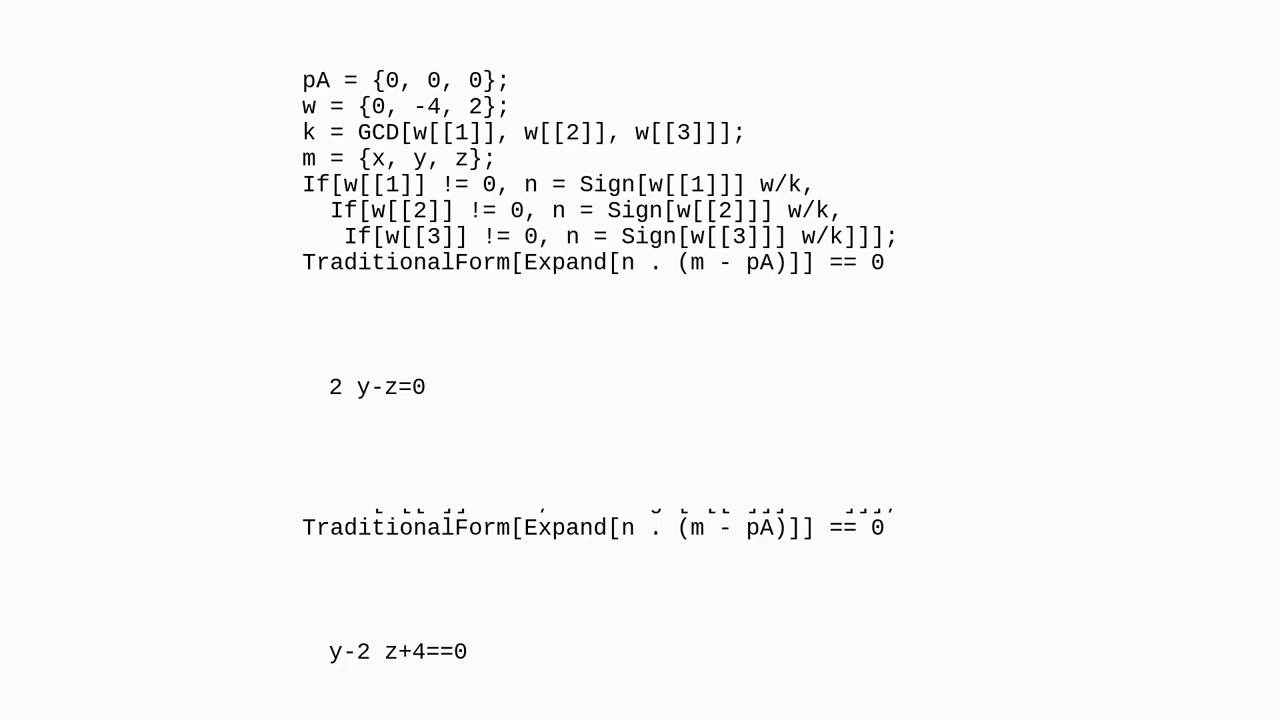 pA = {0, 0, 0};
w = {0, -4, 2};
k = GCD[w[[1]], w[[2]], w[[3]]];
m = {x, y, z};
If[w[[1]] != 0, n = Sign[w[[1]]] w/k,
If[w[[2]] != 0, n = Sign[w[[2]]] w/k,
If[w[[3]] != 0, n = Sign[w[[3]]] w/k]]];
TraditionalForm[Expand[n . (m - pA)]] == 0
2 y-z=0
TraditionalForm[Expand[n . (m - pA)]] == 0
y-2 z+4==0